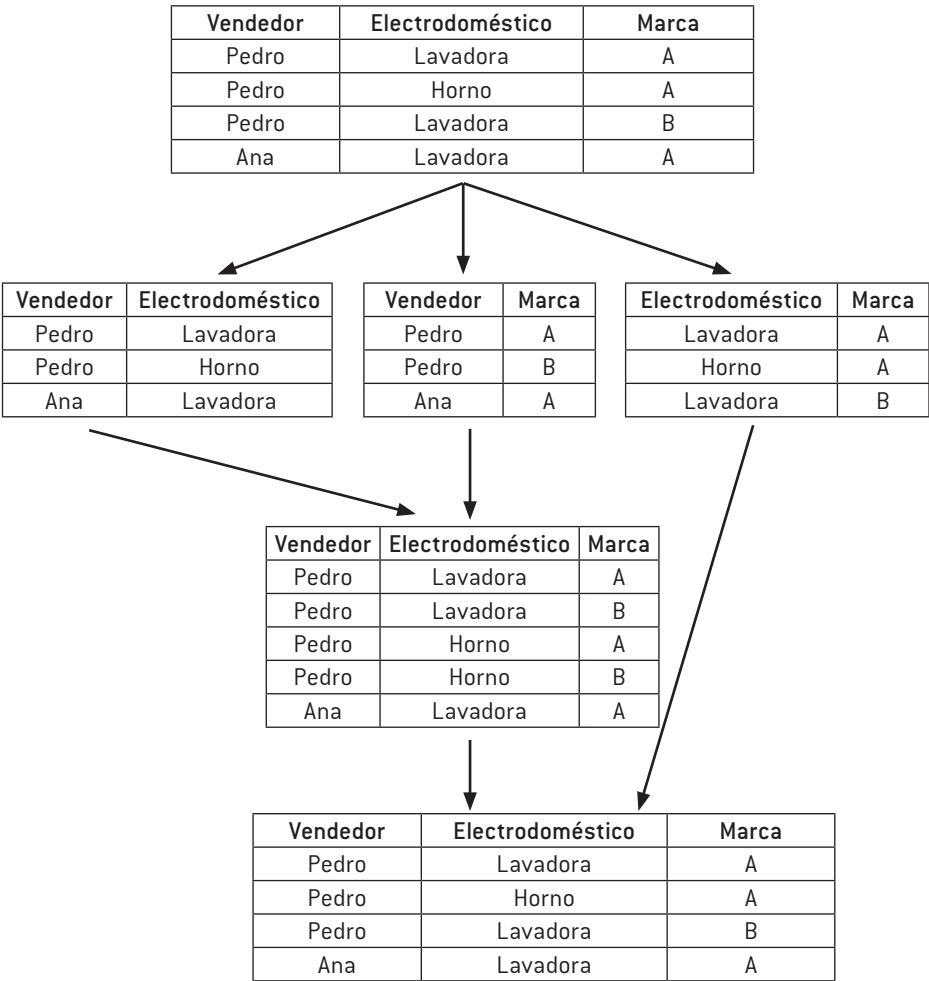 Vendedor Electrodoméstico Marca
Pedro Lavadora A
Pedro Horno A
Pedro Lavadora B
Ana Lavadora A
Vendedor Electrodoméstico
Pedro Lavadora
Pedro Horno
Ana Lavadora
Vendedor Marca
Pedro A
Pedro B
Ana A
Electrodoméstico Marca
Lavadora A
Horno A
Lavadora B
Vendedor Electrodoméstico Marca
Pedro Lavadora A
Pedro Lavadora B
Pedro Horno A
Pedro Horno B
Ana Lavadora A
Vendedor Electrodoméstico Marca
Pedro Lavadora A
Pedro Horno A
Pedro Lavadora B
Ana Lavadora A